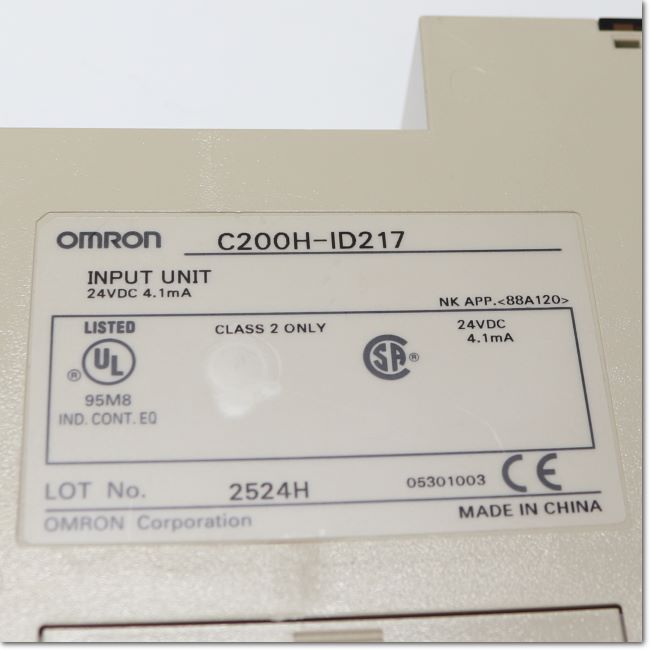 OMRON C200H-ID217
INPUT UNIT
24VDC 4.1mA
NK APP.<88A120>
LISTED
UL ®
95M8
IND. CONT. EQ
CLASS 2 ONLY
SA ®
24VDC
4.1mA
LOT No. 2524H 05301003 CE
OMRON Corporation MADE IN CHINA